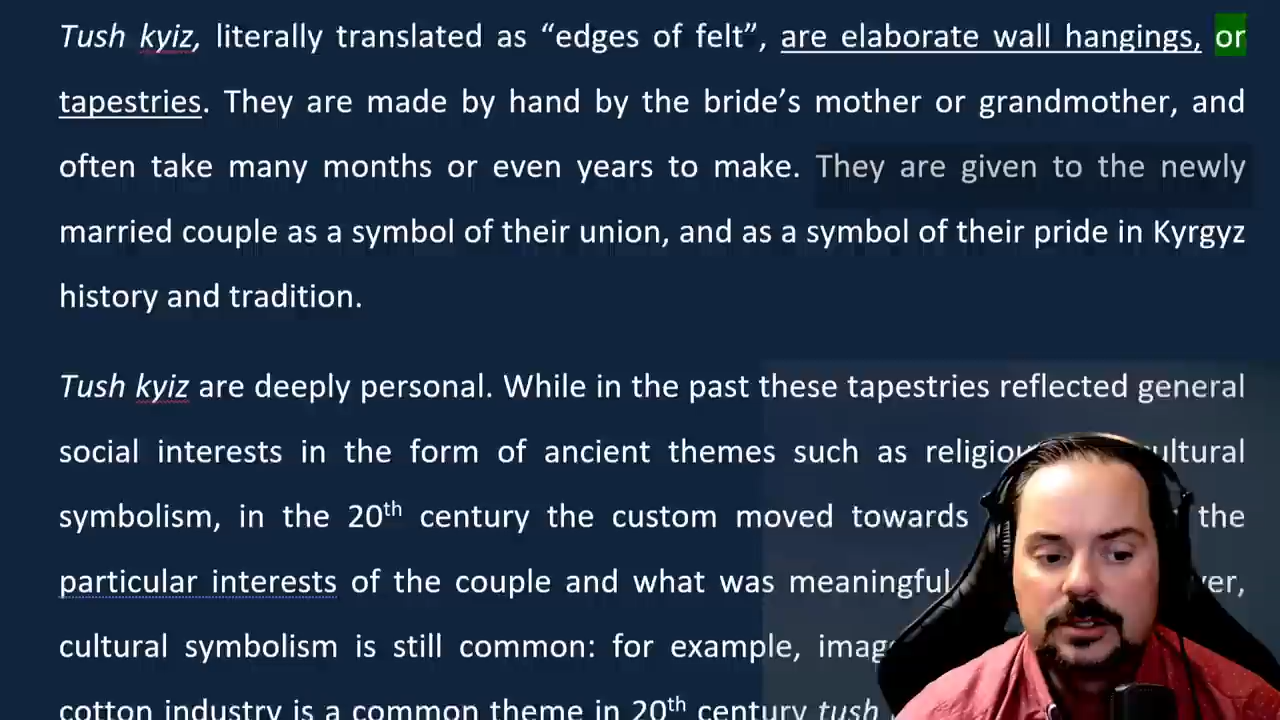 Tush kyiz, literally translated as “edges of felt”, are elaborate wall hangings, or
tapestries. They are made by hand by the bride’s mother or grandmother, and
often take many months or even years to make. They are given to the newly
married couple as a symbol of their union, and as a symbol of their pride in Kyrgyz
history and tradition.
Tush kyiz are deeply personal. While in the past these tapestries reflected general
social interests in the form of ancient themes such as
symbolism, in the 20th century the custom moved towards the
particular interests of the couple and what was meaningful
cultural symbolism is still common: for example,
cotton industry is a common theme in 20th century tush